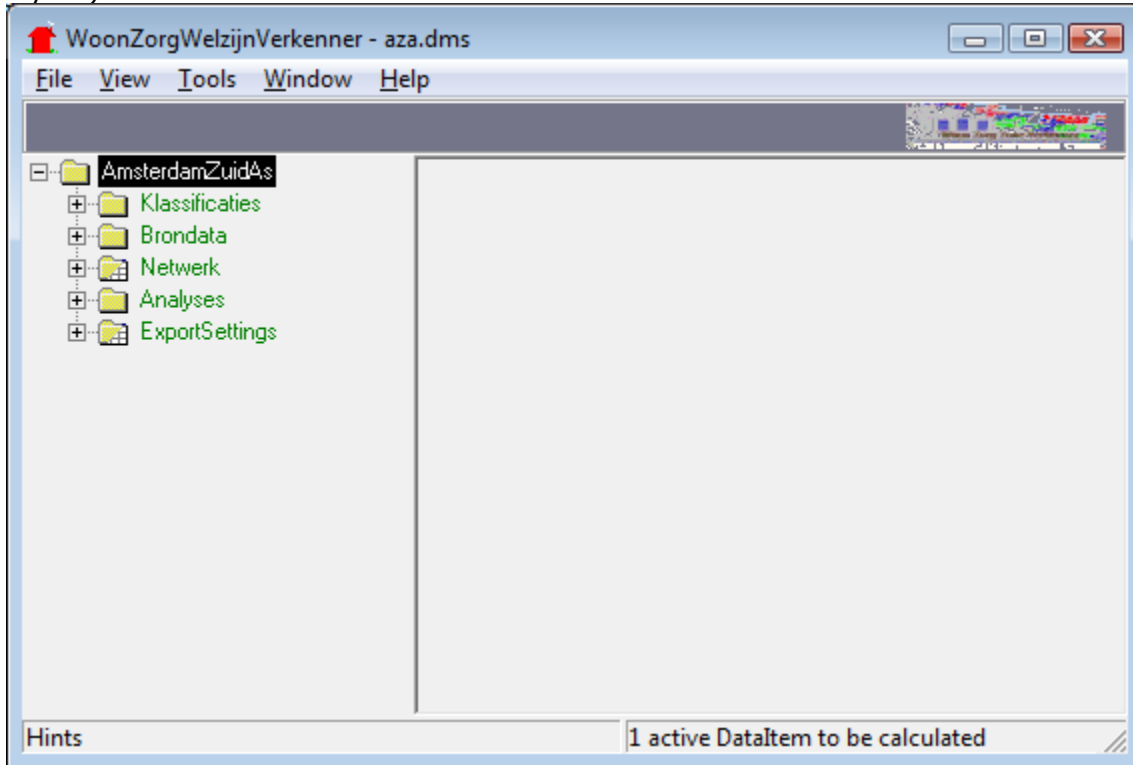 WoonZorgWelzijnVerkenner - aza.dms
File View Tools Window Help
AmsterdamZuidAs
Klassificaties
Brondata
Netwerk
Analyses
ExportSettings
Hints
1 active DataItem to be calculated